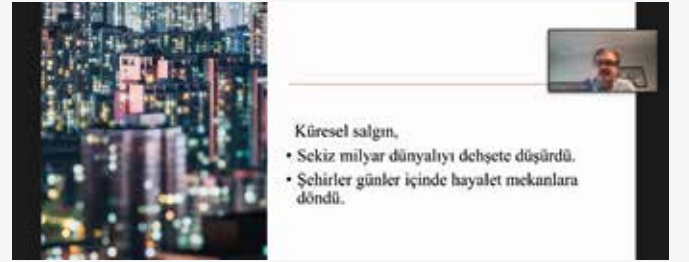 Küresel salgın,
• Sekiz milyar dünyalıyı dehşete düşürdü.
• Şehirler günler içinde hayalet mekanlara
döndü.